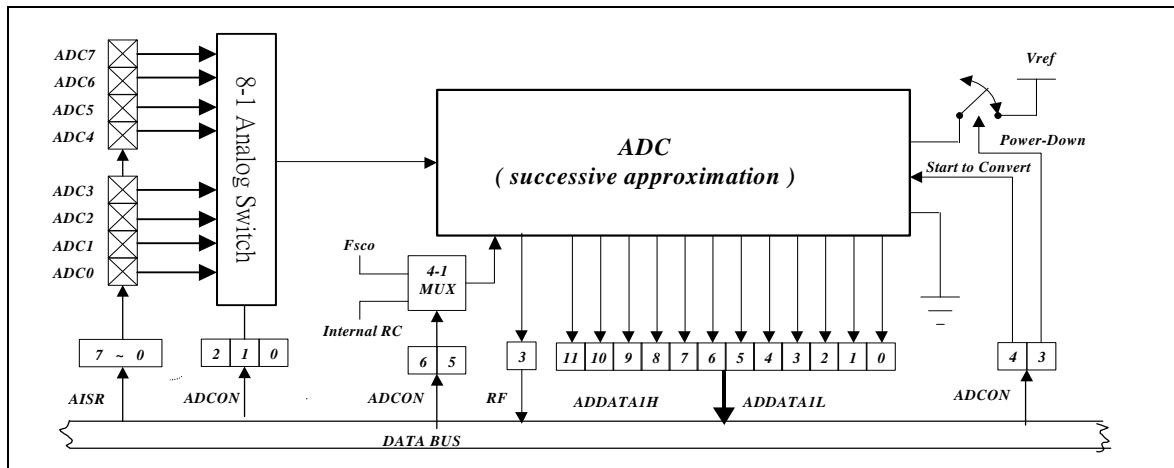 ADC7
ADC6
ADC5
ADC4
ADC3
ADC2
ADC1
ADC0
8-1 Analog Switch
ADC
( successive approximation )
Vref
Power-Down
Start to Convert
Fsco
4-1
MUX
Internal RC
7 ~ 0
2 1 0
6 5
3
11 10 9 8 7 6 5 4 3 2 1 0
4 3
AISR
ADCON
ADCON
RF
ADDATA1H
ADDATA1L
ADCON
DATA BUS